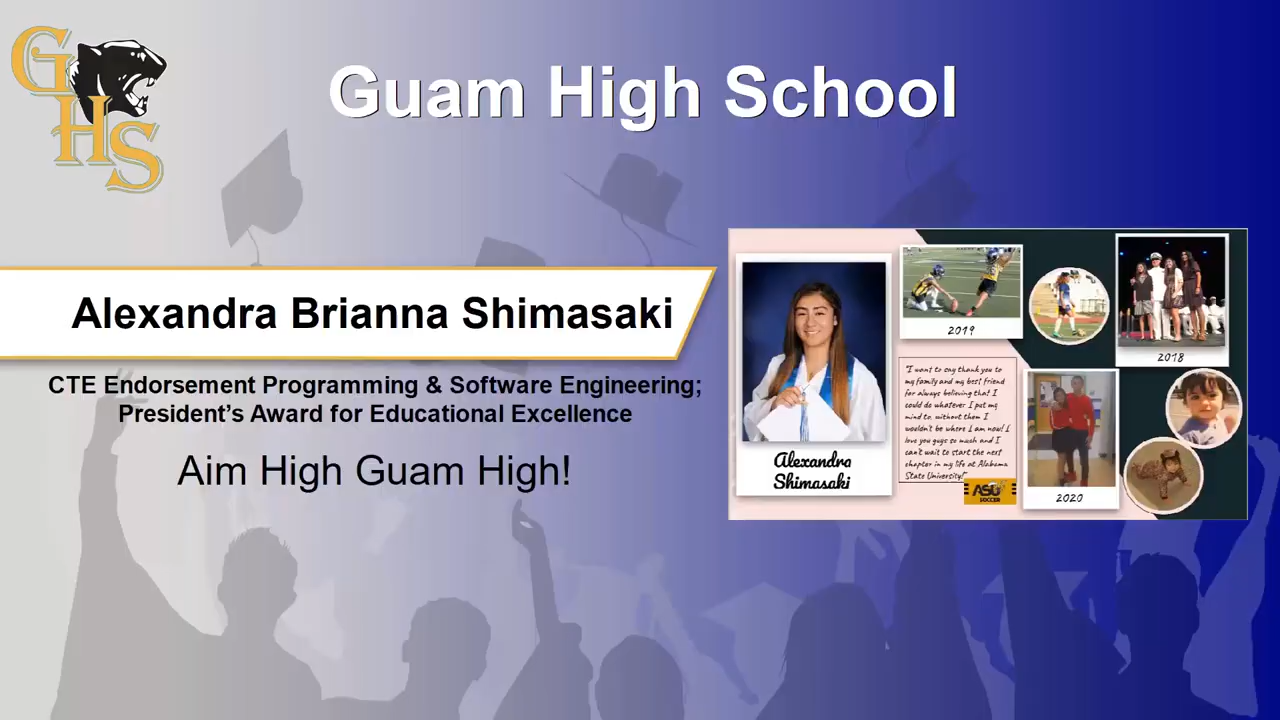 GHS
Guam High School
Alexandra Brianna Shimasaki
CTE Endorsement Programming & Software Engineering;
President’s Award for Educational Excellence
Aim High Guam High!
Alexandra
Shimasaki
2019
2018
"I want to say thank you to
my family and my best friend
for always believing that I
could do whatever I put my
mind to, without them I
wouldn't be where I am now! I
love you guys so much and I
can't wait to start the next
chapter in my life at Alabama
State University!"
ASU
SOCCER
2020